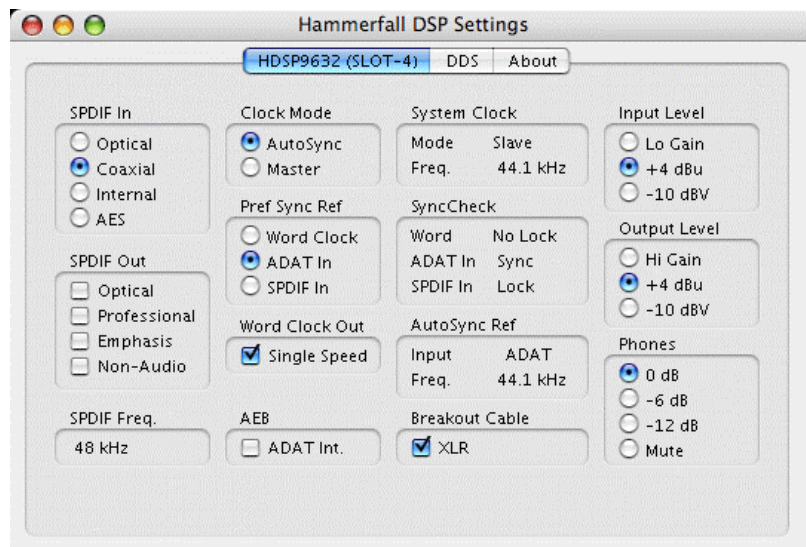 Hammerfall DSP Settings
HDSP9632 (SLOT-4)
DDS
About
SPDIF In
Optical
Coaxial
Internal
AES
SPDIF Out
Optical
Professional
Emphasis
Non-Audio
SPDIF Freq.
48 kHz
Clock Mode
AutoSync
Master
Pref Sync Ref
Word Clock
ADAT In
SPDIF In
Word Clock Out
Single Speed
AEB
ADAT Int.
System Clock
Mode Slave
Freq. 44.1 kHz
SyncCheck
Word No Lock
ADAT In Sync
SPDIF In Lock
AutoSync Ref
Input ADAT
Freq. 44.1 kHz
Breakout Cable
XLR
Input Level
Lo Gain
+4 dBu
-10 dBV
Output Level
Hi Gain
+4 dBu
-10 dBV
Phones
0 dB
-6 dB
-12 dB
Mute